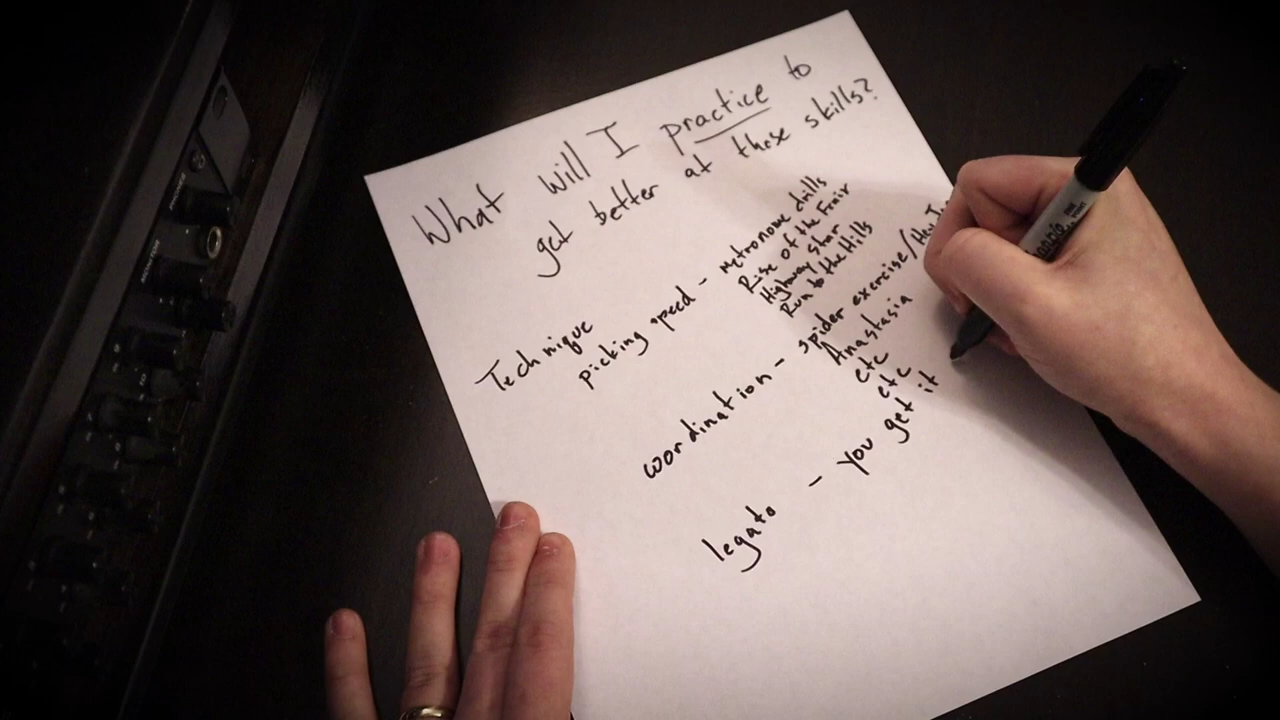 What will I practice to
get better at these skills?
Technique
picking speed - Metronome drills
Rise of the Fenix
Highway Star
Run to the Hills
coordination - spider exercise/
Anastasia
etc
etc
legato - you get it
MONITOR